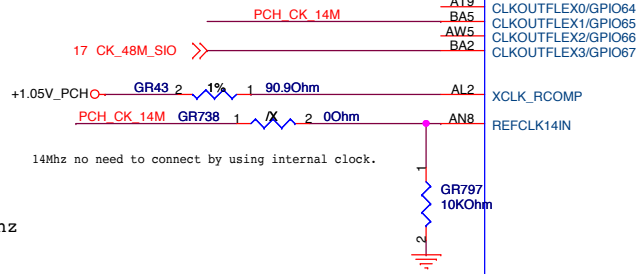 AT9 CLKOUTFLEX0/GPIO64
PCH_CK_14M BA5 CLKOUTFLEX1/GPIO65
AW5 CLKOUTFLEX2/GPIO66
17 CK_48M_SIO BA2 CLKOUTFLEX3/GPIO67
+1.05V_PCH GR43 2 1% 1 90.9Ohm AL2 XCLK_RCOMP
PCH_CK_14M GR738 1 /X 2 0Ohm AN8 REFCLK14IN
14Mhz no need to connect by using internal clock.
1
GR797
10KOhm
2